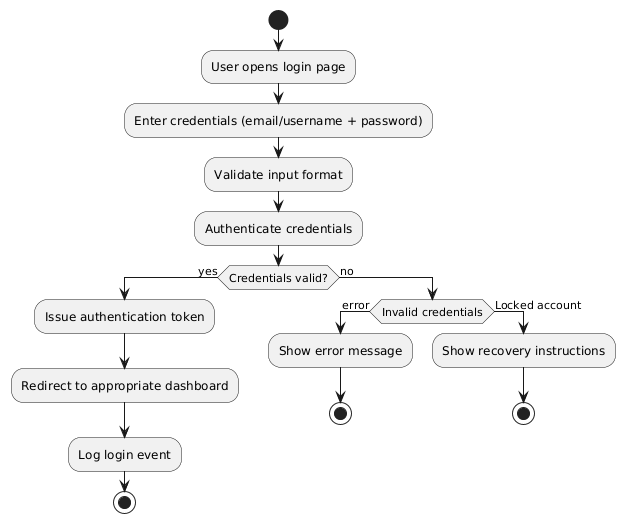 User opens login page
Enter credentials (email/username + password)
Validate input format
Authenticate credentials
yes
Credentials valid?
no
Issue authentication token
error
Invalid credentials
Locked account
Show error message
Show recovery instructions
Redirect to appropriate dashboard
Log login event